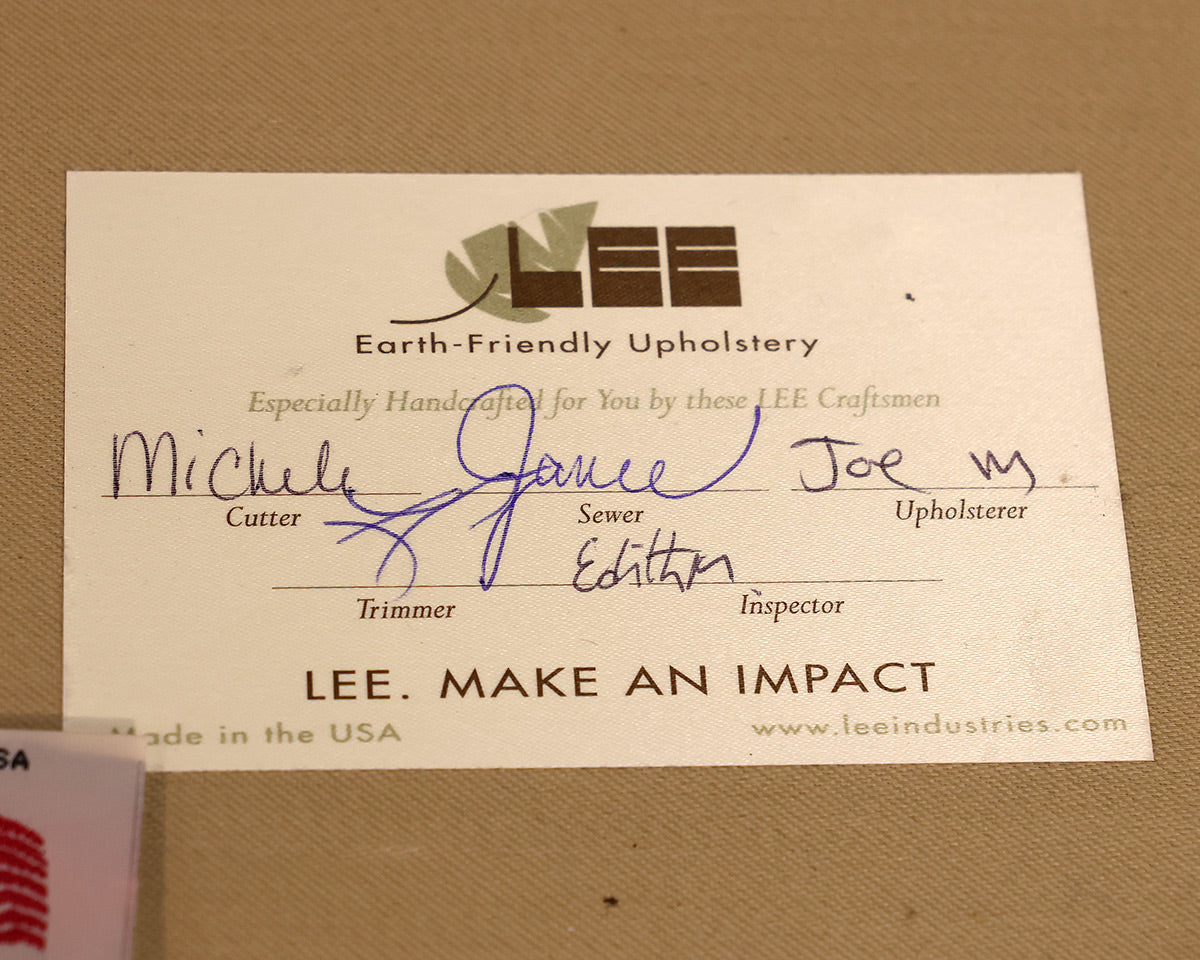 LEE
Earth-Friendly Upholstery
Especially Handcrafted for You by these LEE Craftsmen
Michele Janice Joe M
Cutter Sewer Upholsterer
Edith M
Trimmer Inspector
LEE. MAKE AN IMPACT
Made in the USA www.leeindustries.com
SA